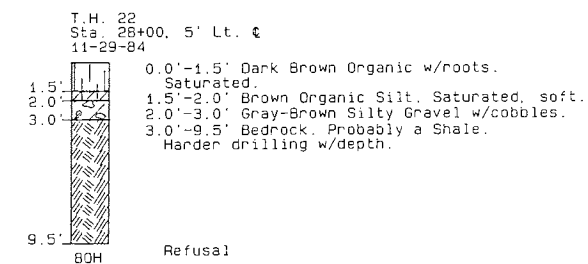 T.H. 22
Sta. 28+00, 5' Lt. ℄
11-29-84
0.0'-1.5' Dark Brown Organic w/roots.
Saturated.
1.5'
1.5'-2.0' Brown Organic Silt, Saturated, soft.
2.0'
2.0'-3.0' Gray-Brown Silty Gravel w/cobbles.
3.0'
3.0'-9.5' Bedrock. Probably a Shale.
Harder drilling w/depth.
9.5'
BOH
Refusal